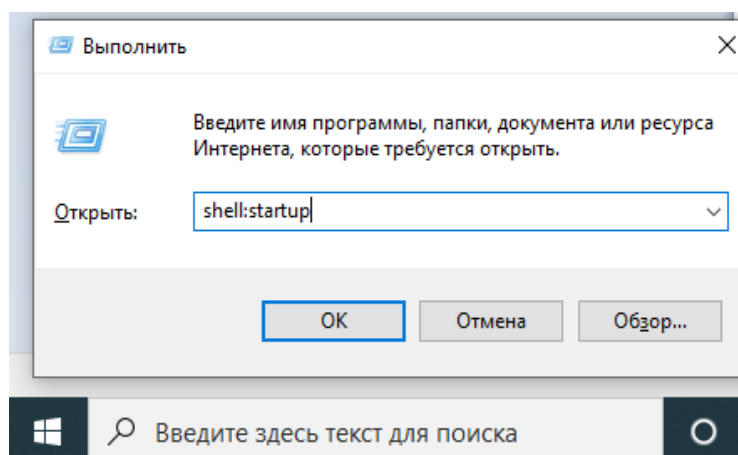 Выполнить
Введите имя программы, папки, документа или ресурса
Интернета, которые требуется открыть.
Открыть: shell:startup
ОК Отмена Обзор...
Введите здесь текст для поиска